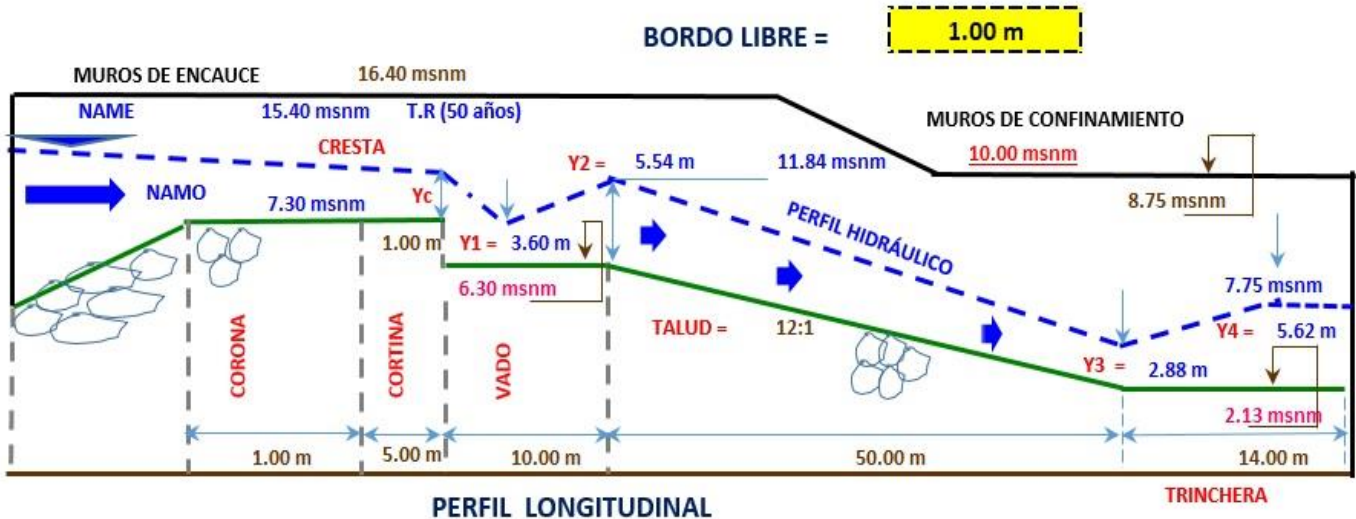 BORDO LIBRE = 1.00 m
MUROS DE ENCAUCE 16.40 msnm
NAME 15.40 msnm T.R (50 años)
MUROS DE CONFINAMIENTO
CRESTA
Y2 = 5.54 m 11.84 msnm
10.00 msnm
NAMO
Yc
8.75 msnm
7.30 msnm
1.00 m
Y1 = 3.60 m
PERFIL HIDRÁULICO
6.30 msnm
7.75 msnm
TALUD = 12:1
Y4 = 5.62 m
Y3 = 2.88 m
CORONA
CORTINA
VADO
2.13 msnm
1.00 m 5.00 m 10.00 m 50.00 m 14.00 m
TRINCHERA
PERFIL LONGITUDINAL